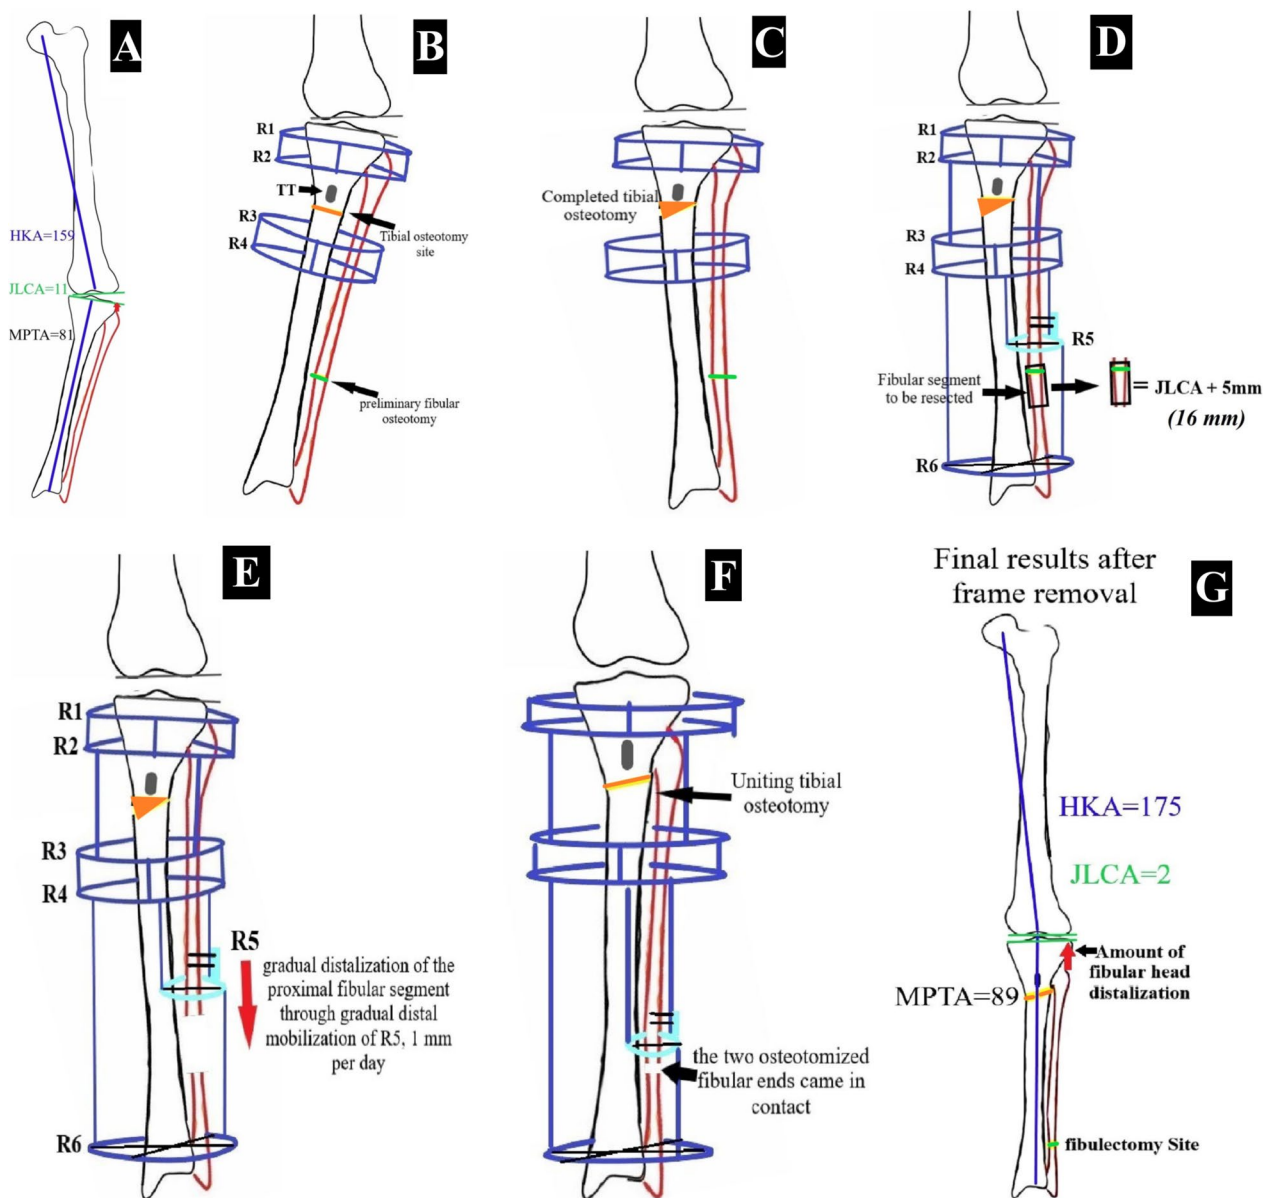 A
HKA=159
JLCA=11
MPTA=81
B
R1
R2
TT
R3
R4
Tibial osteotomy
site
preliminary fibular
osteotomy
C
Completed tibial
osteotomy
D
R1
R2
R3
R4
R5
Fibular segment
to be resected
= JLCA + 5mm
(16 mm)
R6
E
R1
R2
R3
R4
R5
gradual distalization of the
proximal fibular segment
through gradual distal
mobilization of R5, 1 mm
per day
R6
F
Uniting tibial
osteotomy
the two osteotomized
fibular ends came in
contact
Final results after
frame removal
G
HKA=175
JLCA=2
Amount of
fibular head
distalization
MPTA=89
fibulectomy Site